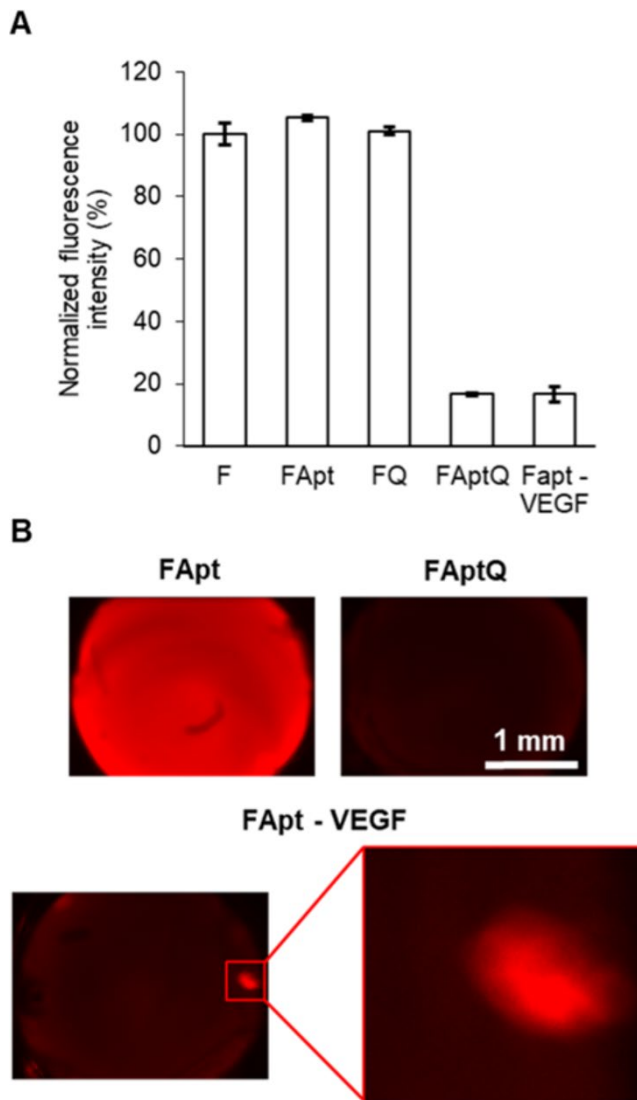 A
Normalized fluorescence
intensity (%)
120
100
80
60
40
20
0
F FApt FQ FAptQ Fapt -
VEGF
B
FApt FAptQ
1 mm
FApt - VEGF